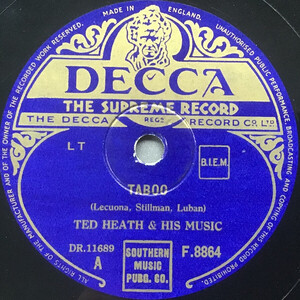 MADE IN ENGLAND.
DECCA
THE SUPREME RECORD
THE DECCA REGD RECORD CO. LTD
LT
B.I.E.M.
TABOO
(Lecuona, Stillman, Luban)
TED HEATH & HIS MUSIC
DR.11689
A
SOUTHERN
MUSIC
PUBG. CO.
F.8864
ALL RIGHTS OF THE MANUFACTURER AND OF THE OWNER OF THE RECORDED WORK RESERVED. UNAUTHORISED PUBLIC PERFORMANCE, BROADCASTING AND COPYING OF THIS RECORD PROHIBITED